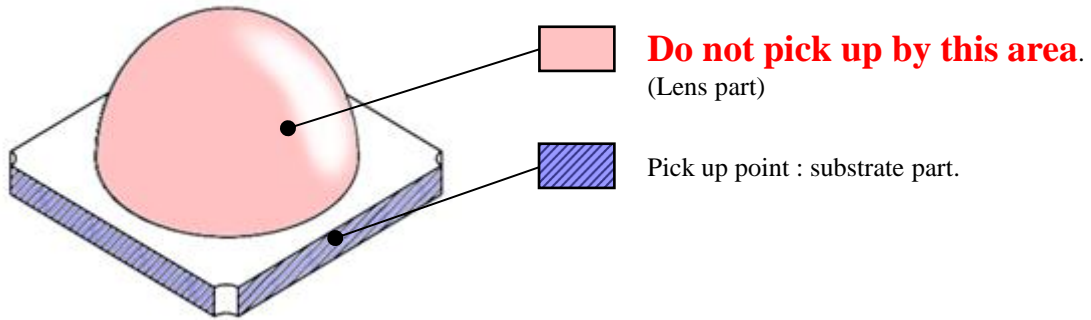 Do not pick up by this area.
(Lens part)
Pick up point : substrate part.